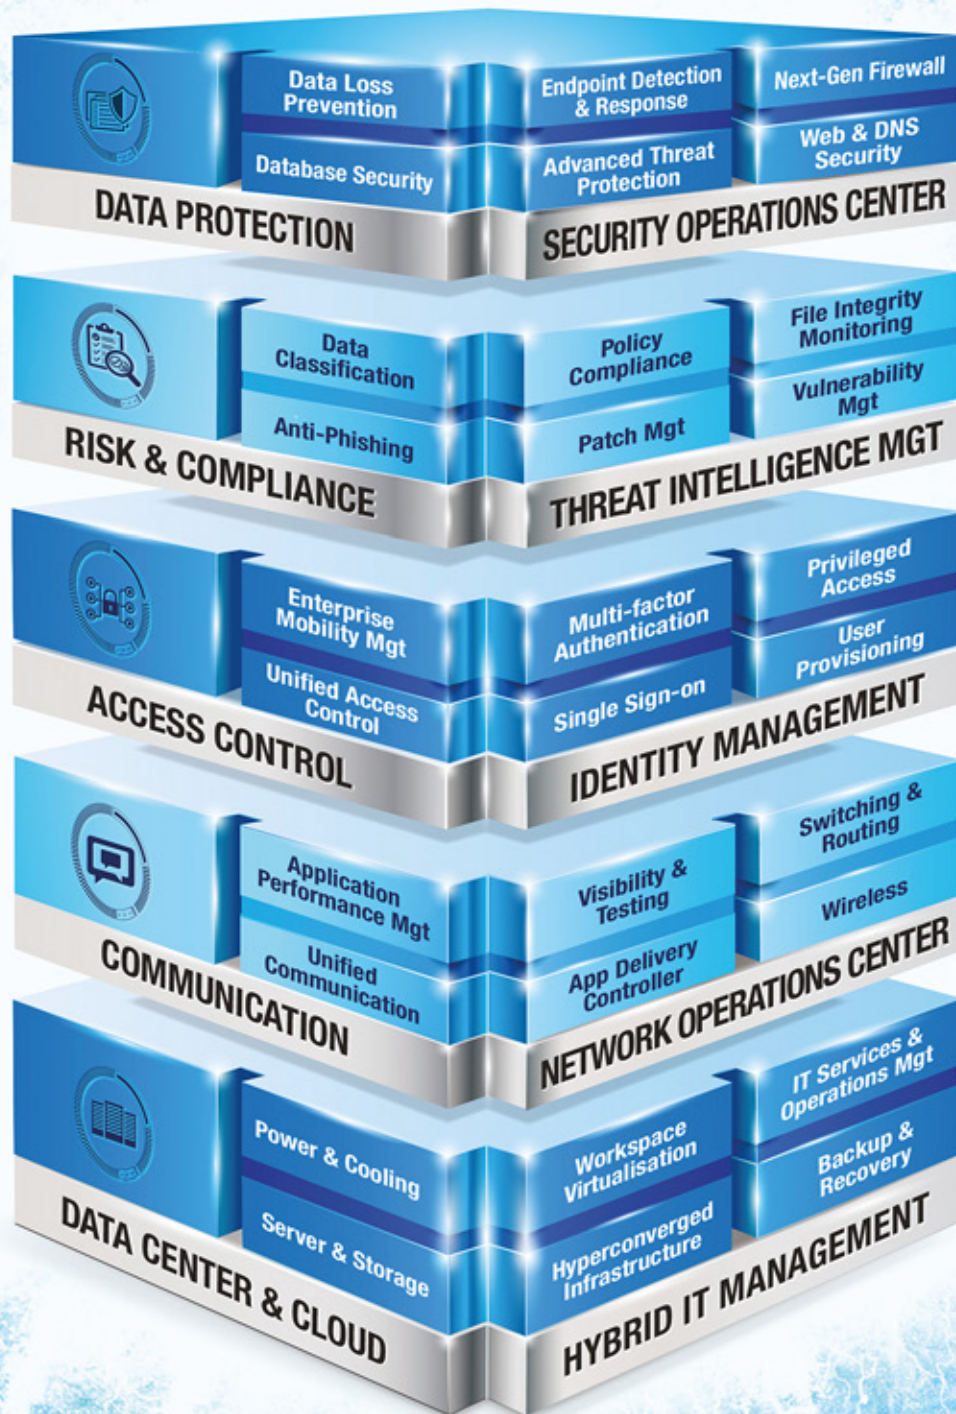 Data Loss
Prevention
Database Security
DATA PROTECTION
Endpoint Detection
& Response
Advanced Threat
Protection
Next-Gen Firewall
Web & DNS
Security
SECURITY OPERATIONS CENTER
Data
Classification
Anti-Phishing
RISK & COMPLIANCE
Policy
Compliance
Patch Mgt
File Integrity
Monitoring
Vulnerability
Mgt
THREAT INTELLIGENCE MGT
Enterprise
Mobility Mgt
Unified Access
Control
ACCESS CONTROL
Multi-factor
Authentication
Single Sign-on
Privileged
Access
User
Provisioning
IDENTITY MANAGEMENT
Application
Performance Mgt
Unified
Communication
COMMUNICATION
Visibility &
Testing
App Delivery
Controller
Switching &
Routing
Wireless
NETWORK OPERATIONS CENTER
Power & Cooling
Server & Storage
DATA CENTER & CLOUD
Workspace
Virtualisation
Hyperconverged
Infrastructure
IT Services &
Operations Mgt
Backup &
Recovery
HYBRID IT MANAGEMENT